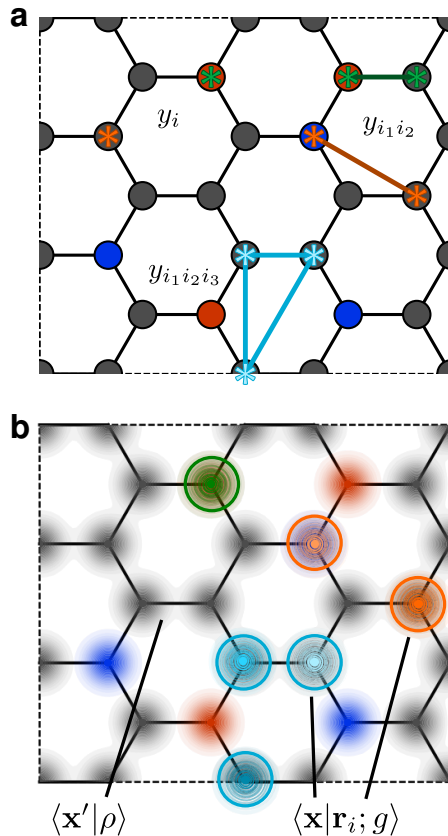 a
y_i
y_{i_1 i_2}
y_{i_1 i_2 i_3}
b
⟨x′|ρ⟩
⟨x|r_i; g⟩